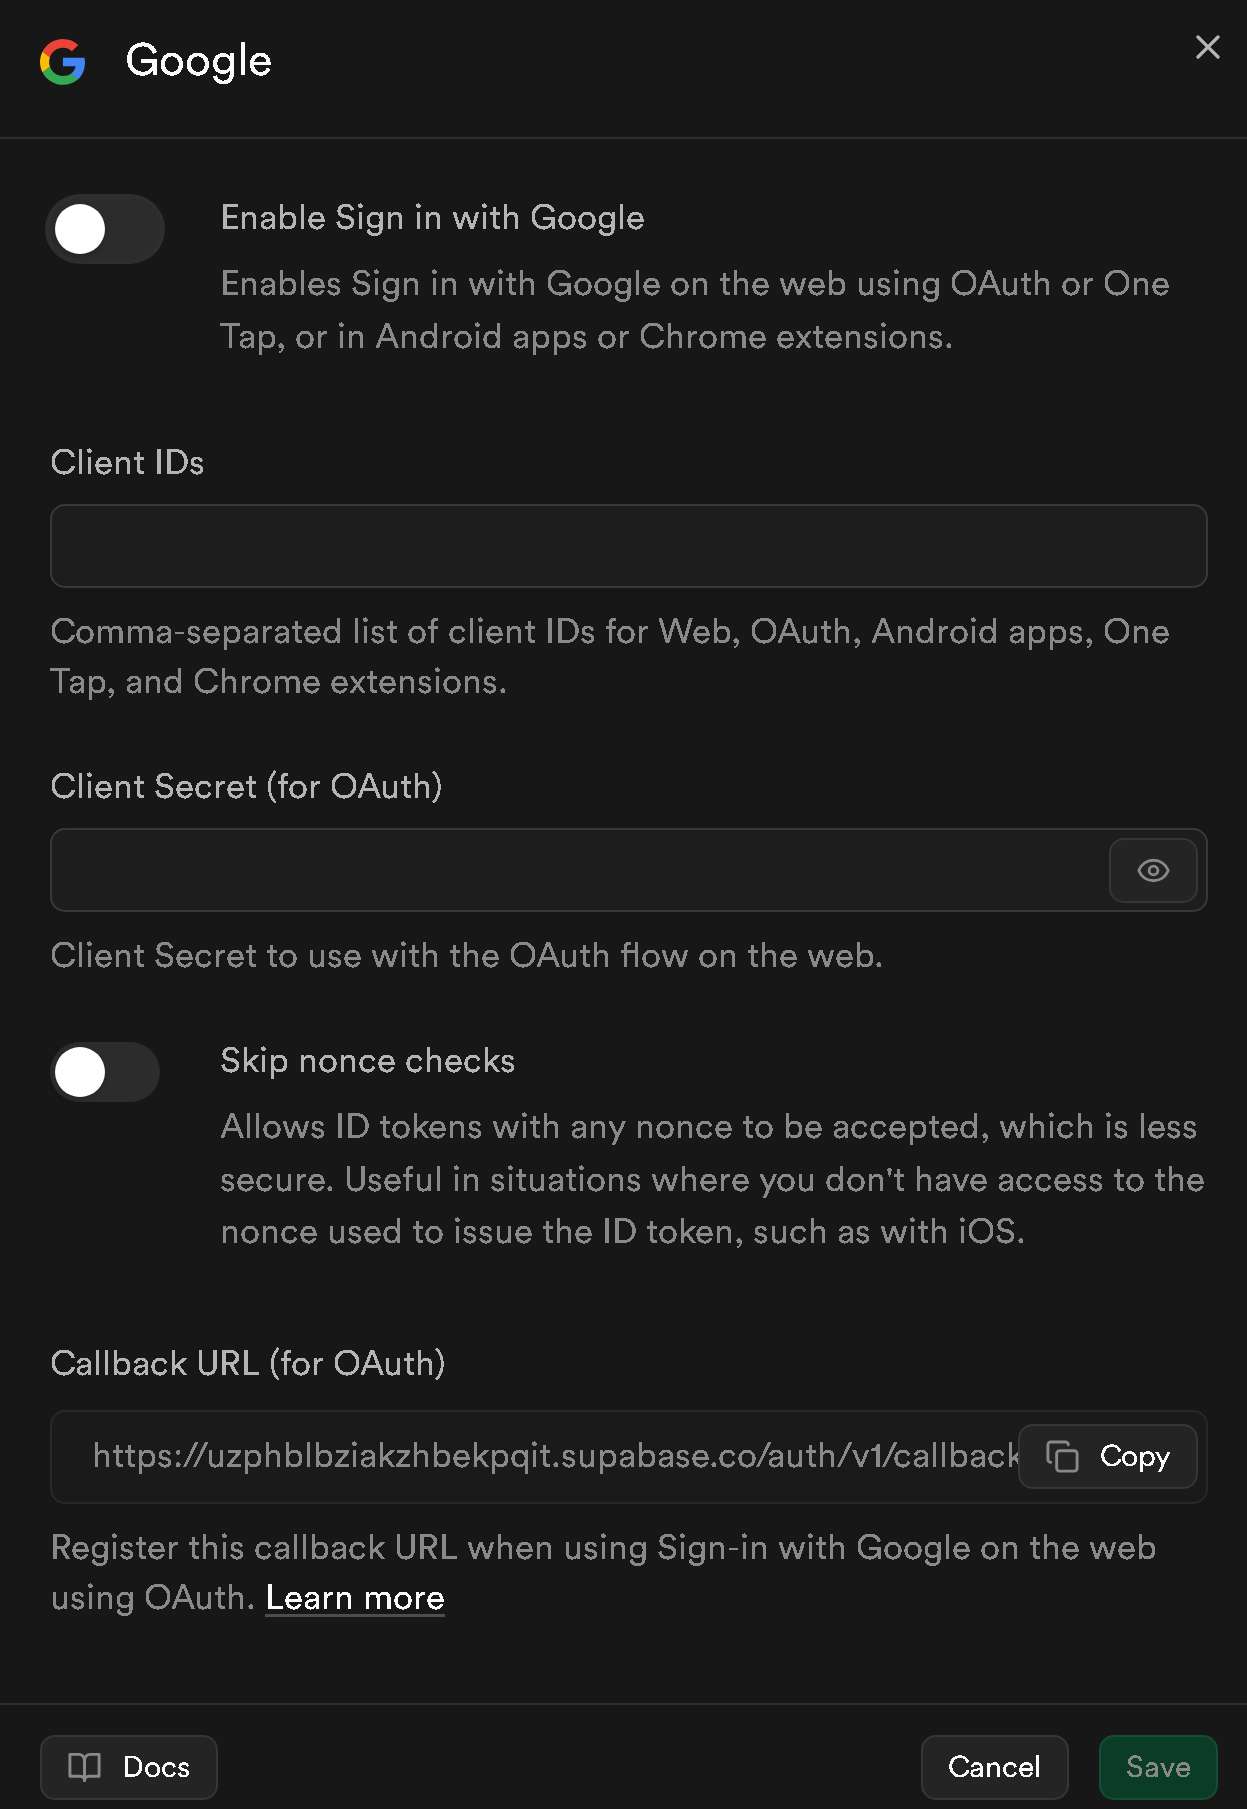 Google
Enable Sign in with Google
Enables Sign in with Google on the web using OAuth or One
Tap, or in Android apps or Chrome extensions.
Client IDs
Comma-separated list of client IDs for Web, OAuth, Android apps, One
Tap, and Chrome extensions.
Client Secret (for OAuth)
Client Secret to use with the OAuth flow on the web.
Skip nonce checks
Allows ID tokens with any nonce to be accepted, which is less
secure. Useful in situations where you don't have access to the
nonce used to issue the ID token, such as with iOS.
Callback URL (for OAuth)
https://uzphblbziakzhbekpqit.supabase.co/auth/v1/callback Copy
Register this callback URL when using Sign-in with Google on the web
using OAuth. Learn more
Docs Cancel Save